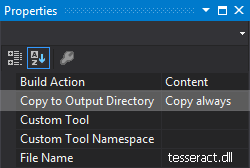 Properties
Build Action Content
Copy to Output Directory Copy always
Custom Tool
Custom Tool Namespace
File Name tesseract.dll